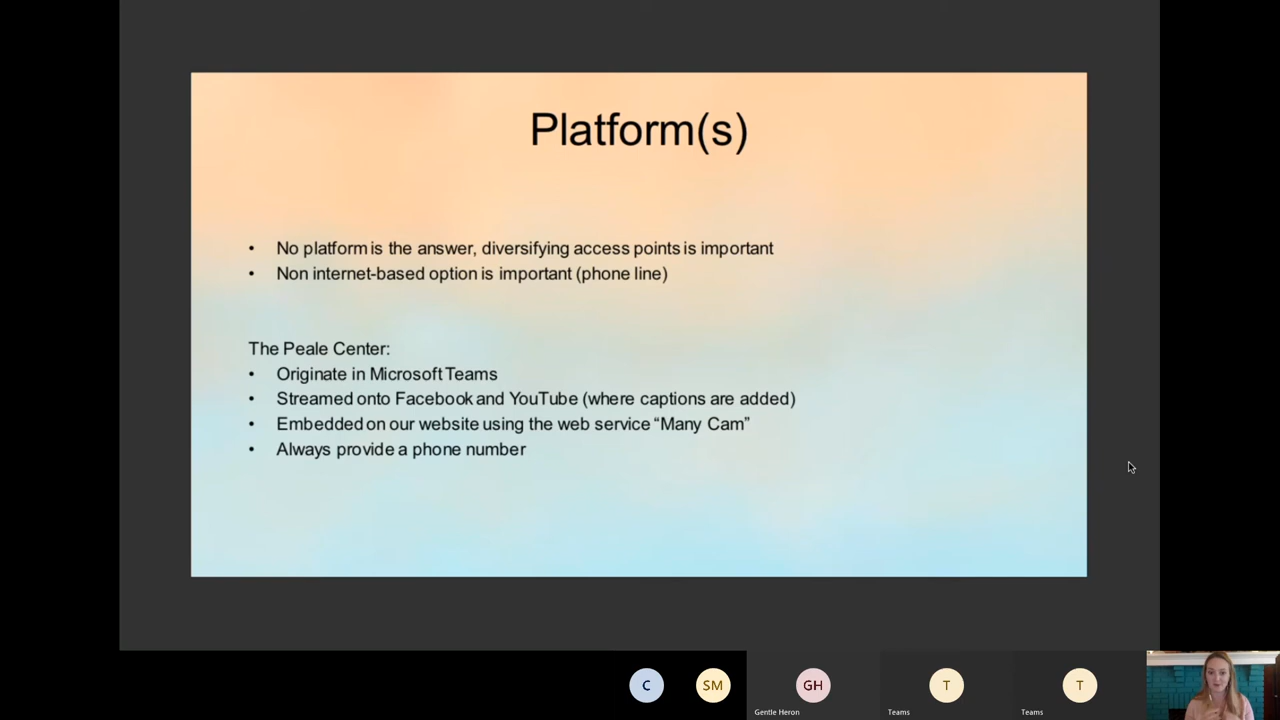 Platform(s)
• No platform is the answer, diversifying access points is important
• Non internet-based option is important (phone line)
The Peale Center:
• Originate in Microsoft Teams
• Streamed onto Facebook and YouTube (where captions are added)
• Embedded on our website using the web service “Many Cam”
• Always provide a phone number
C
SM
GH
T
T
Gentle Heron
Teams
Teams